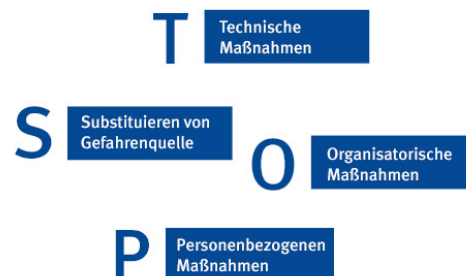 T
Technische
Maßnahmen
S
Substituieren von
Gefahrenquelle
O
Organisatorische
Maßnahmen
P
Personenbezogenen
Maßnahmen